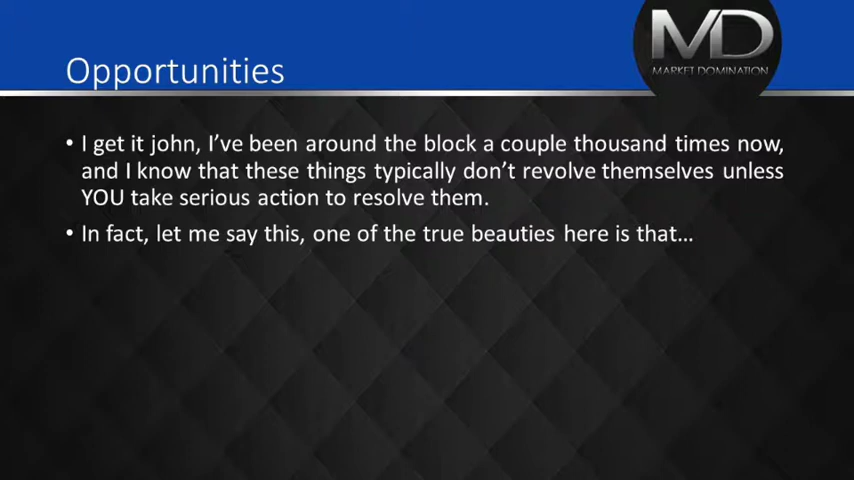 MD
MARKET DOMINATION
Opportunities
• I get it john, I’ve been around the block a couple thousand times now,
and I know that these things typically don’t revolve themselves unless
YOU take serious action to resolve them.
• In fact, let me say this, one of the true beauties here is that…